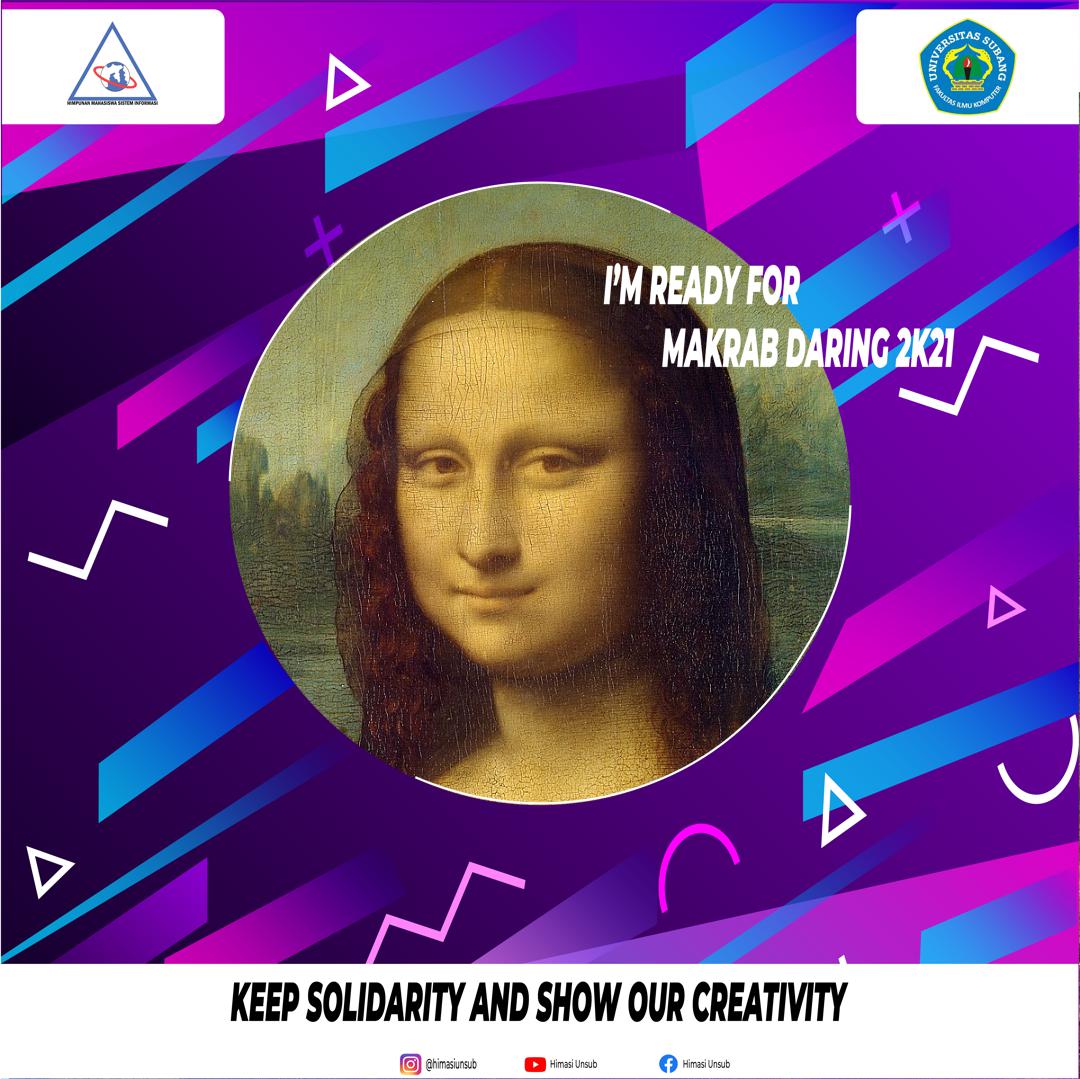 HIMPUNAN MAHASISWA SISTEM INFORMASI
UNIVERSITAS SUBANG
FAKULTAS ILMU KOMPUTER
I'M READY FOR
MAKRAB DARING 2K21
KEEP SOLIDARITY AND SHOW OUR CREATIVITY
@himasiunsub
Himasi Unsub
Himasi Unsub